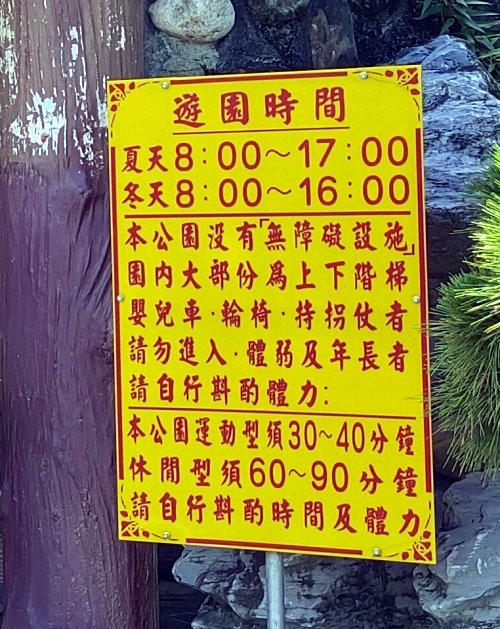 遊園時間
夏天8:00~17:00
冬天8:00~16:00
本公園没有「無障礙設施」
園内大部份為上下階梯
嬰兒車·輪椅·持拐仗者
請勿進入·體弱及年長者
請自行斟酌體力:
本公園運動型須30~40分鐘
休閒型須60~90分鐘
請自行斟酌時間及體力